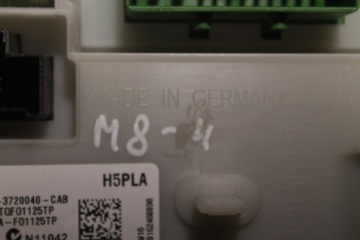 MADE IN GERMANY
M8-4
H5PLA
-3720040-CAB
TQF01125TP
A-F01125TP
N11042